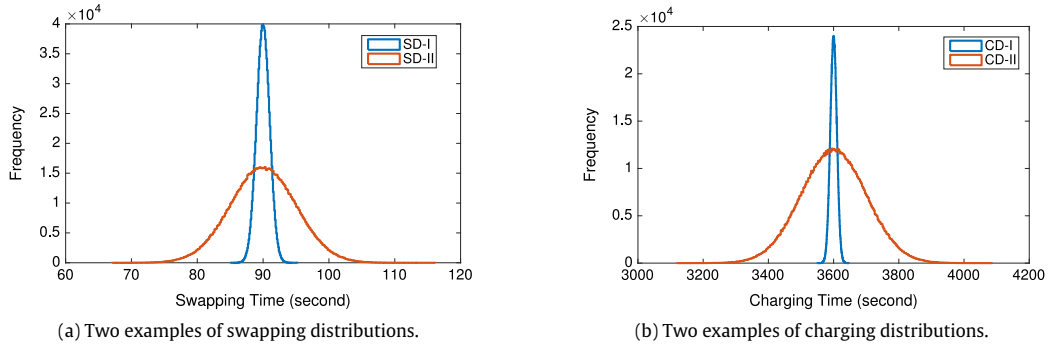 ×10⁴
4
3.5
3
2.5
2
1.5
1
0.5
0
Frequency
SD-I
SD-II
60 70 80 90 100 110 120
Swapping Time (second)
(a) Two examples of swapping distributions.
×10⁴
2.5
2
1.5
1
0.5
0
Frequency
CD-I
CD-II
3000 3200 3400 3600 3800 4000 4200
Charging Time (second)
(b) Two examples of charging distributions.